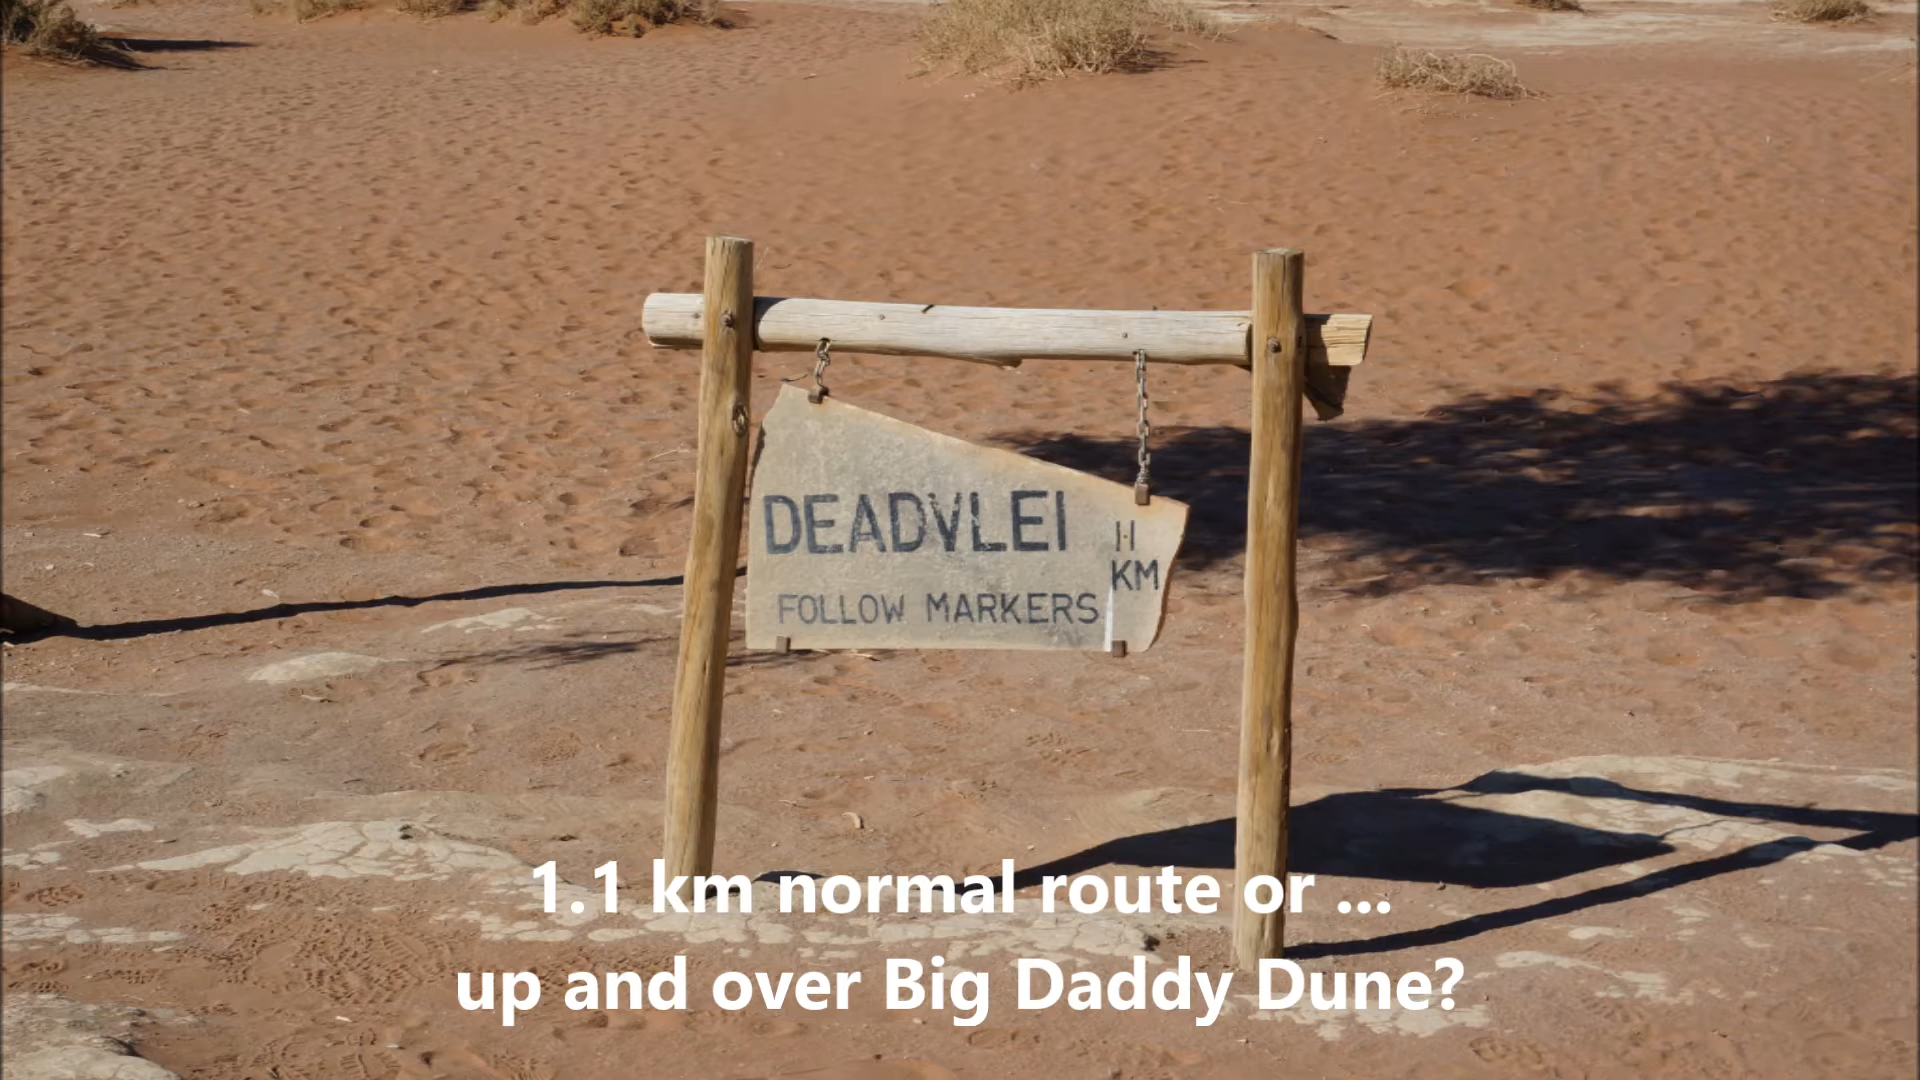 DEADVLEI
1.1
KM
FOLLOW MARKERS
1.1 km normal route or ...
up and over Big Daddy Dune?